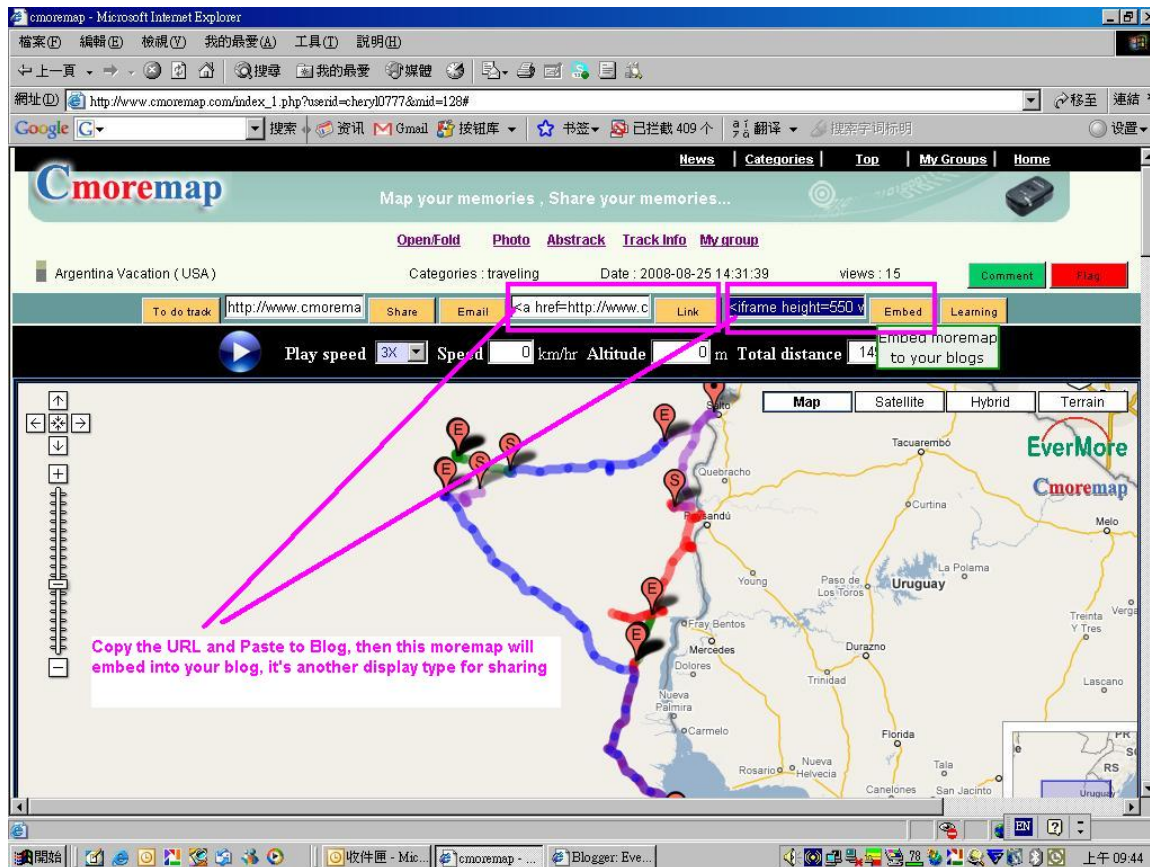 cmoremap - Microsoft Internet Explorer
檔案(F) 編輯(E) 檢視(V) 我的最愛(A) 工具(T) 說明(H)
上一頁 搜尋 我的最愛 媒體
網址(D) http://www.cmoremap.com/index_1.php?userid=cheryl0777&mid=128# 移至 連結
Google G 搜索 资讯 Gmail 按钮库 书签 已拦截 409 个 翻译 搜索字词标明 设置
News | Categories | Top | My Groups | Home
Cmoremap
Map your memories , Share your memories...
Open/Fold Photo Abstrack Track Info My group
Argentina Vacation ( USA ) Categories : traveling Date : 2008-08-25 14:31:39 views : 15 Comment Flag
To do track http://www.cmorema Share Email <a href=http://www.c Link <iframe height=550 w Embed Learning
Embed moremap
to your blogs
Play speed 3X Speed 0 km/hr Altitude 0 m Total distance 149
Map Satellite Hybrid Terrain
Salto
E
E
S
S
E
Tacuarembó
EverMore
Quebracho
S
Cmoremap
Curtina
Paysandú
Melo
La Paloma
Young
Paso de
Los Toros
Uruguay
E
Treinta
Y Tres
Verga
Fray Bentos
E
Mercedes
Durazno
Copy the URL and Paste to Blog, then this moremap will
embed into your blog, it's another display type for sharing
Dolores
Trinidad
Lascano
Nueva
Palmira
Carmelo
Florida
PR
RS
Rosario
Nueva
Helvecia
Tala
Canelones
San Jacinto
Uruguay
EN
開始 收件匣 - Mic... cmoremap - ... Blogger: Eve... 78 上午 09:44